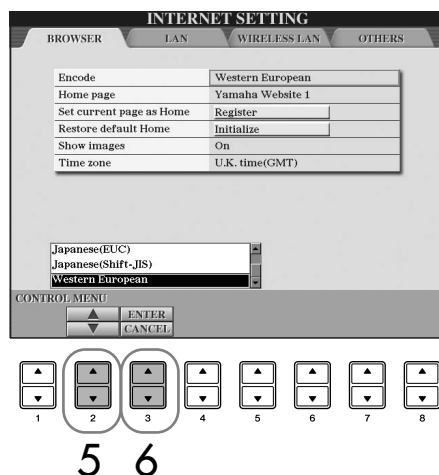 INTERNET SETTING
BROWSER LAN WIRELESS LAN OTHERS
Encode Western European
Home page Yamaha Website 1
Set current page as Home Register
Restore default Home Initialize
Show images On
Time zone U.K. time(GMT)
Japanese(EUC)
Japanese(Shift-JIS)
Western European
CONTROL MENU
ENTER
CANCEL
1 2 3 4 5 6 7 8
5 6